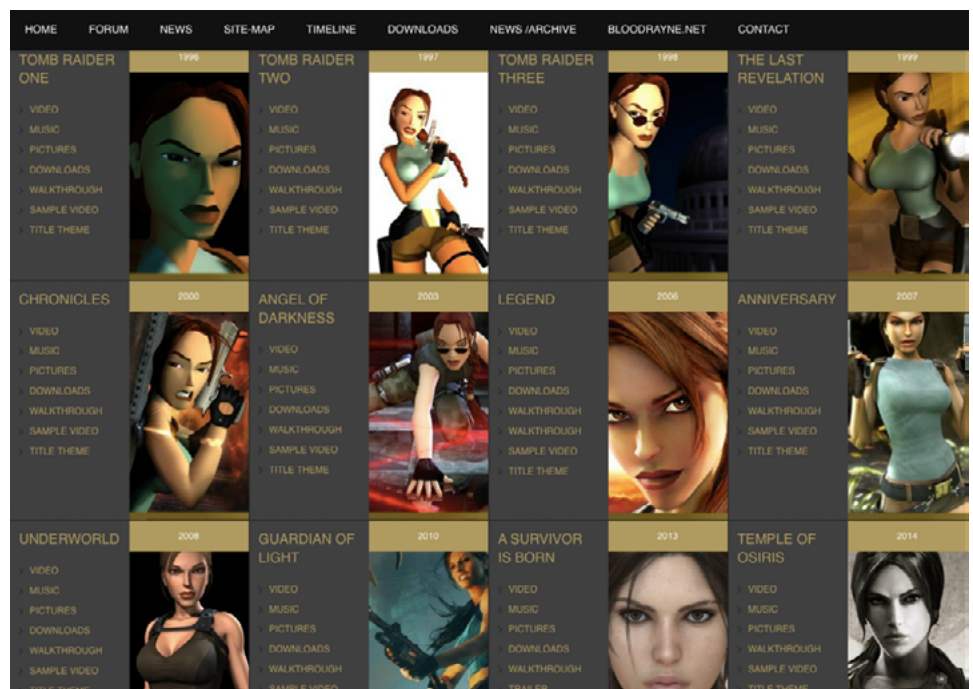 HOME FORUM NEWS SITE-MAP TIMELINE DOWNLOADS NEWS /ARCHIVE BLOODRAYNE.NET CONTACT
TOMB RAIDER
ONE
1996
VIDEO
MUSIC
PICTURES
DOWNLOADS
WALKTHROUGH
SAMPLE VIDEO
TITLE THEME
TOMB RAIDER
TWO
1997
VIDEO
MUSIC
PICTURES
DOWNLOADS
WALKTHROUGH
SAMPLE VIDEO
TITLE THEME
TOMB RAIDER
THREE
1998
VIDEO
MUSIC
PICTURES
DOWNLOADS
WALKTHROUGH
SAMPLE VIDEO
TITLE THEME
THE LAST
REVELATION
1999
VIDEO
MUSIC
PICTURES
DOWNLOADS
WALKTHROUGH
SAMPLE VIDEO
TITLE THEME
CHRONICLES
2000
VIDEO
MUSIC
PICTURES
DOWNLOADS
WALKTHROUGH
SAMPLE VIDEO
TITLE THEME
ANGEL OF
DARKNESS
2003
VIDEO
MUSIC
PICTURES
DOWNLOADS
WALKTHROUGH
SAMPLE VIDEO
TITLE THEME
LEGEND
2006
VIDEO
MUSIC
PICTURES
DOWNLOADS
WALKTHROUGH
SAMPLE VIDEO
TITLE THEME
ANNIVERSARY
2007
VIDEO
MUSIC
PICTURES
DOWNLOADS
WALKTHROUGH
SAMPLE VIDEO
TITLE THEME
UNDERWORLD
2008
VIDEO
MUSIC
PICTURES
DOWNLOADS
WALKTHROUGH
SAMPLE VIDEO
TITLE THEME
GUARDIAN OF
LIGHT
2010
VIDEO
MUSIC
PICTURES
DOWNLOADS
WALKTHROUGH
SAMPLE VIDEO
A SURVIVOR
IS BORN
2013
VIDEO
MUSIC
PICTURES
DOWNLOADS
WALKTHROUGH
TRAILER
TEMPLE OF
OSIRIS
2014
VIDEO
MUSIC
PICTURES
DOWNLOADS
WALKTHROUGH
SAMPLE VIDEO